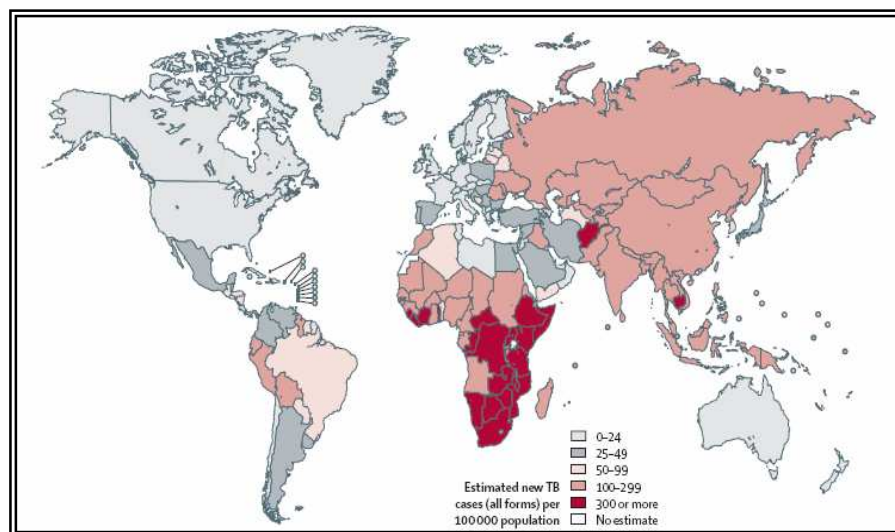 0–24
25–49
50–99
Estimated new TB 100–299
cases (all forms) per 300 or more
100 000 population No estimate